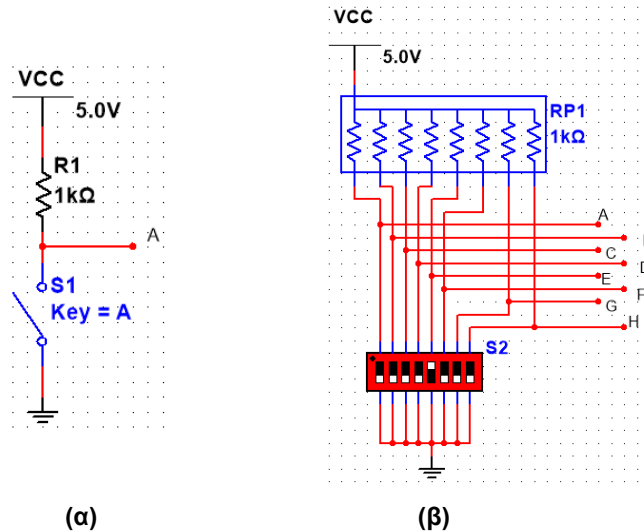 VCC
5.0V
R1
1kΩ
A
S1
Key = A
(α)
VCC
5.0V
RP1
1kΩ
A
C
D
E
F
G
H
S2
(β)